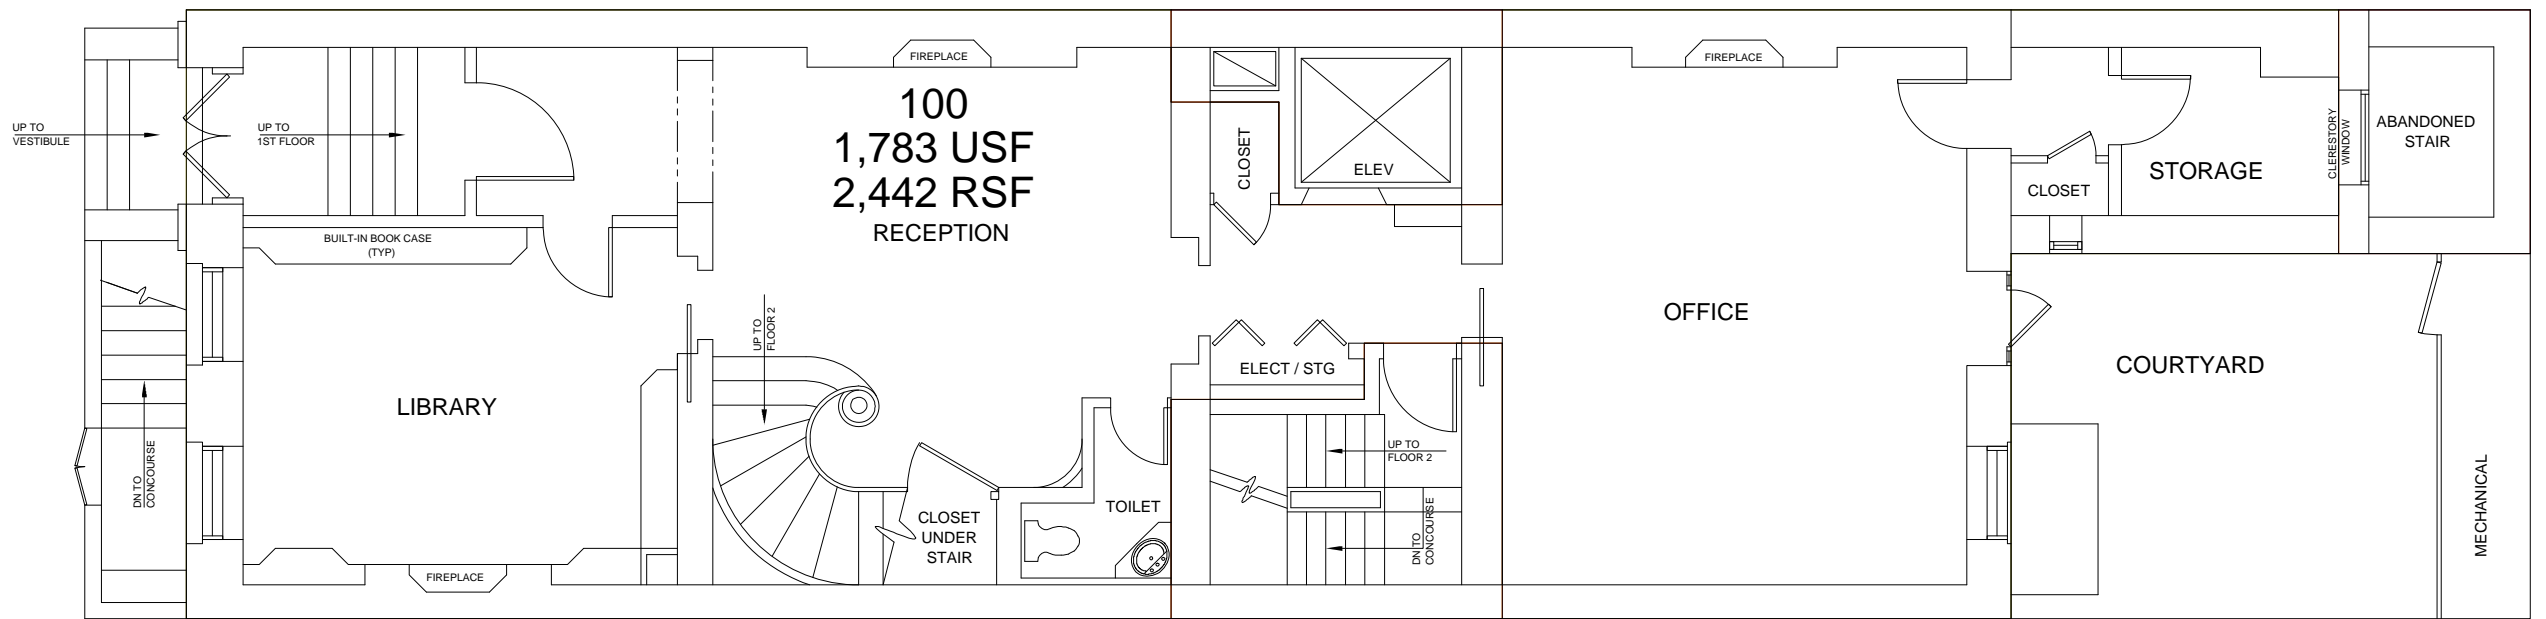 FIREPLACE
FIREPLACE
100
1,783 USF
2,442 RSF
RECEPTION
UP TO
VESTIBULE
UP TO
1ST FLOOR
CLOSET
ELEV
CLOSET
STORAGE
CLERESTORY
WINDOW
ABANDONED
STAIR
BUILT-IN BOOK CASE
(TYP)
UP TO
FLOOR 2
OFFICE
LIBRARY
ELECT / STG
COURTYARD
DN TO
CONCOURSE
UP TO
FLOOR 2
DN TO
CONCOURSE
CLOSET
UNDER
STAIR
TOILET
MECHANICAL
FIREPLACE